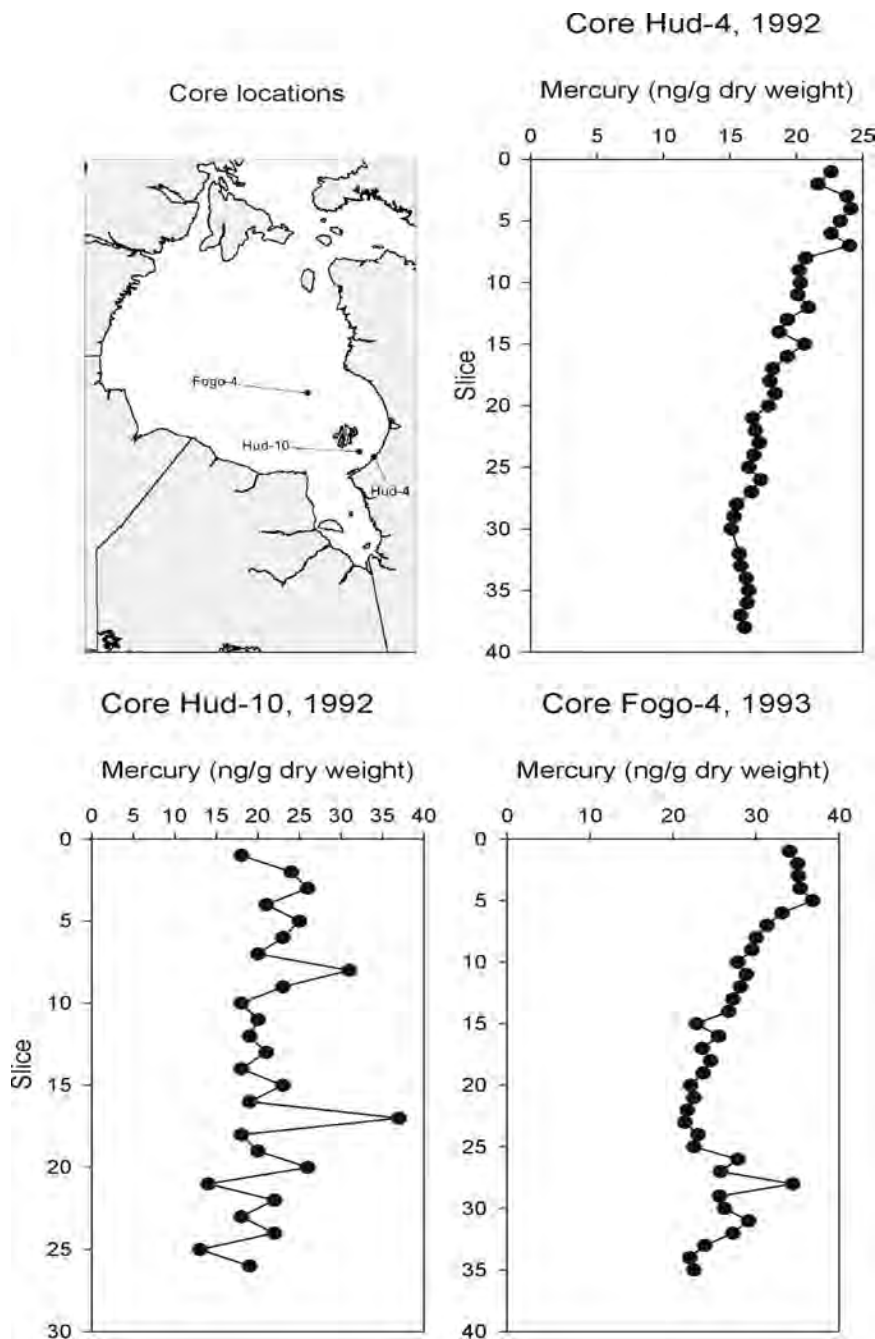 Core Hud-4, 1992
Core locations
Mercury (ng/g dry weight)
0 5 10 15 20 25
0
5
10
15
20
25
30
35
40
Slice
Fogo-4
Hud-10
Hud-4
Core Hud-10, 1992
Mercury (ng/g dry weight)
0 5 10 15 20 25 30 35 40
0
5
10
15
20
25
30
Slice
Core Fogo-4, 1993
Mercury (ng/g dry weight)
0 10 20 30 40
0
5
10
15
20
25
30
35
40